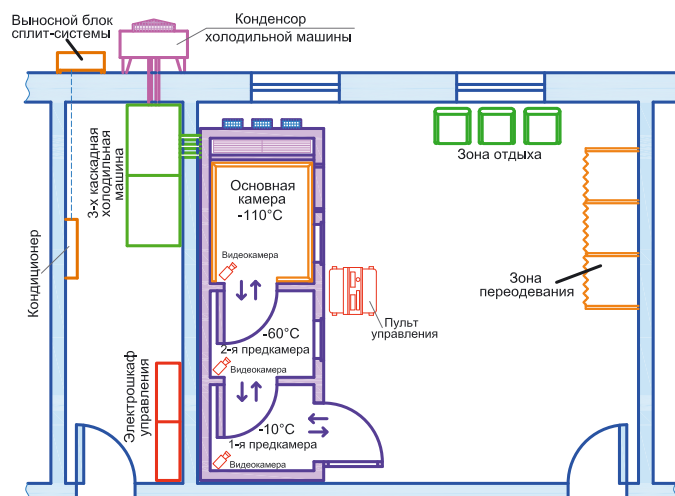 Выносной блок
сплит-системы
Конденсор
холодильной машины
3-х каскадная
холодильная
машина
Кондиционер
Электрошкаф
управления
Основная
камера
-110°C
Видеокамера
-60°C
2-я предкамера
Видеокамера
-10°C
1-я предкамера
Видеокамера
Пульт
управления
Зона отдыха
Зона
переодевания